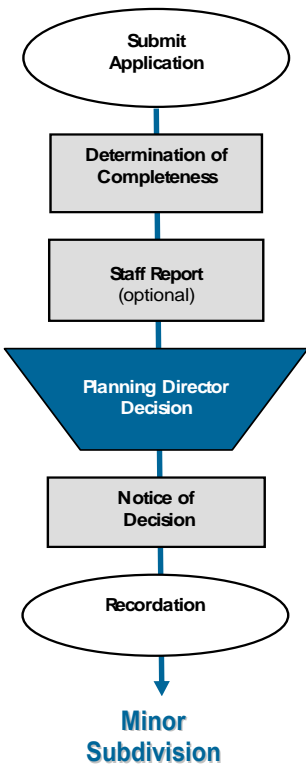 Submit
Application
Determination of
Completeness
Staff Report
(optional)
Planning Director
Decision
Notice of
Decision
Recordation
Minor
Subdivision